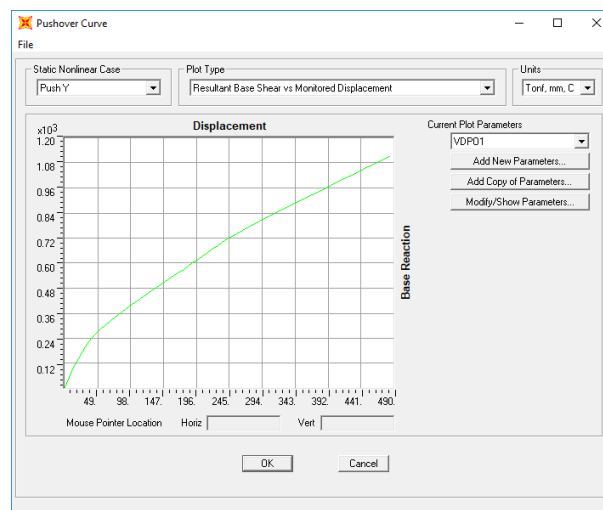 Pushover Curve
File
Static Nonlinear Case
Push Y
Plot Type
Resultant Base Shear vs Monitored Displacement
Units
Tonf, mm, C
Displacement
x10³
1.20
1.08
0.96
0.84
0.72
0.60
0.48
0.36
0.24
0.12
49. 98. 147. 196. 245. 294. 343. 392. 441. 490.
Base Reaction
Current Plot Parameters
VDPO1
Add New Parameters...
Add Copy of Parameters...
Modify/Show Parameters...
Mouse Pointer Location Horiz Vert
OK Cancel